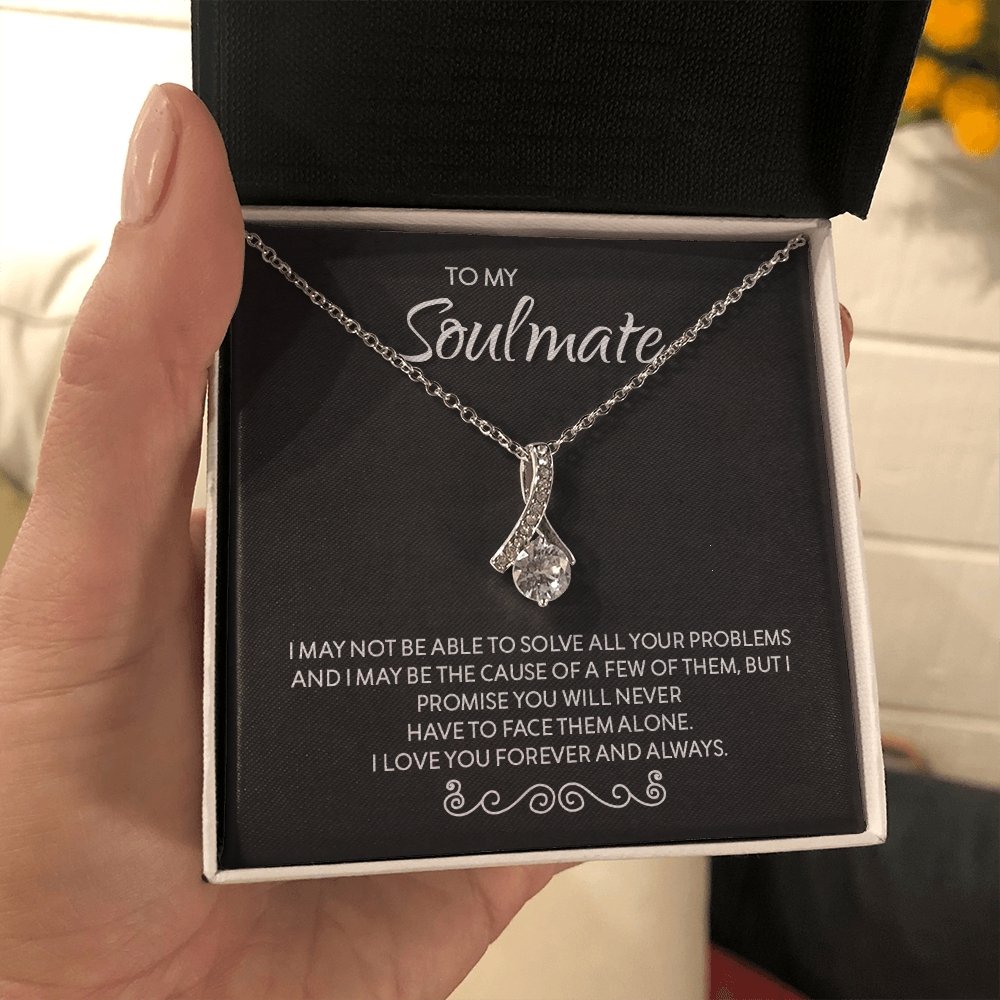 TO MY
Soulmate
I MAY NOT BE ABLE TO SOLVE ALL YOUR PROBLEMS
AND I MAY BE THE CAUSE OF A FEW OF THEM, BUT I
PROMISE YOU WILL NEVER
HAVE TO FACE THEM ALONE.
I LOVE YOU FOREVER AND ALWAYS.